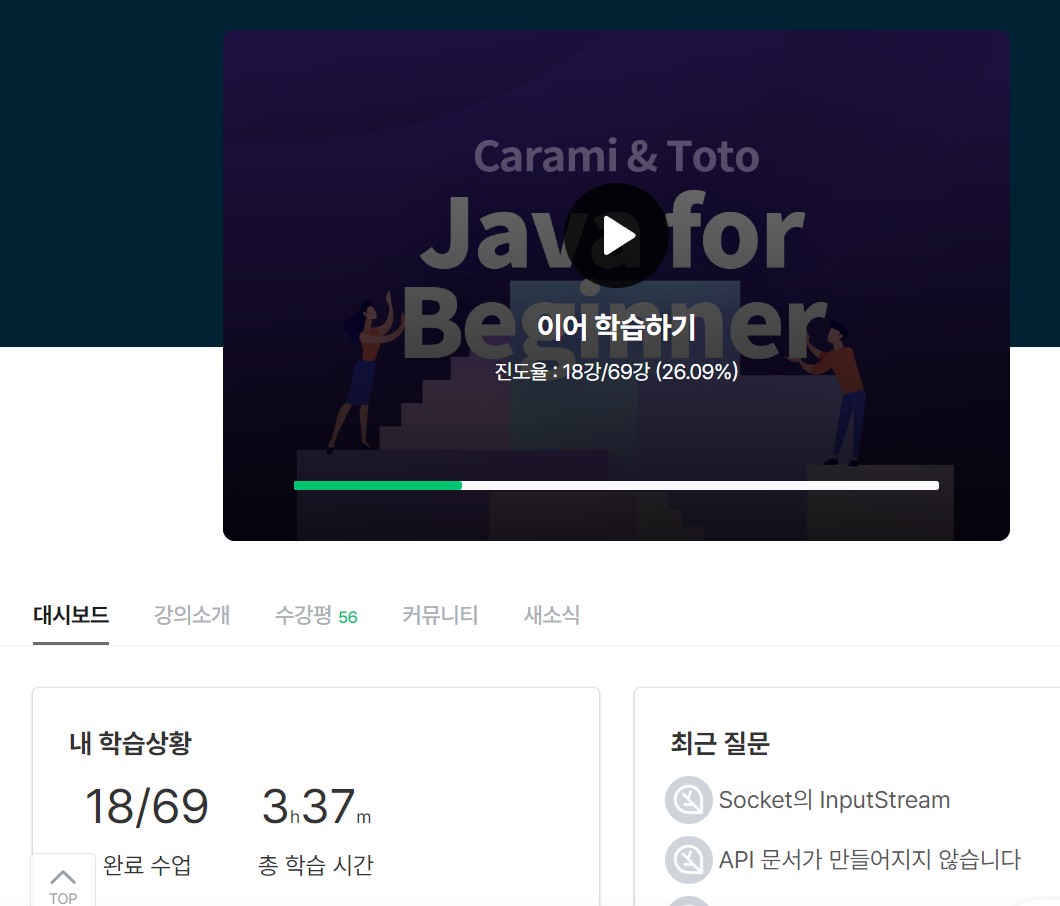 Carami & Toto
Java for
Beginner
이어 학습하기
진도율 : 18강/69강 (26.09%)
대시보드 강의소개 수강평 56 커뮤니티 새소식
내 학습상황
18/69 3h37m
완료 수업 총 학습 시간
TOP
최근 질문
Socket의 InputStream
API 문서가 만들어지지 않습니다